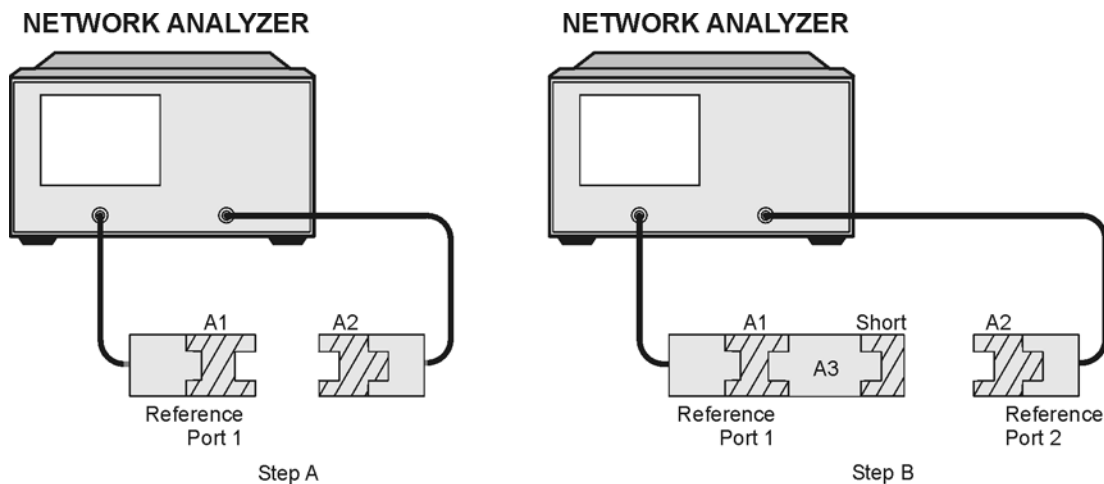 NETWORK ANALYZER
A1
A2
Reference
Port 1
Step A
NETWORK ANALYZER
A1
Short
A2
A3
Reference
Port 1
Reference
Port 2
Step B